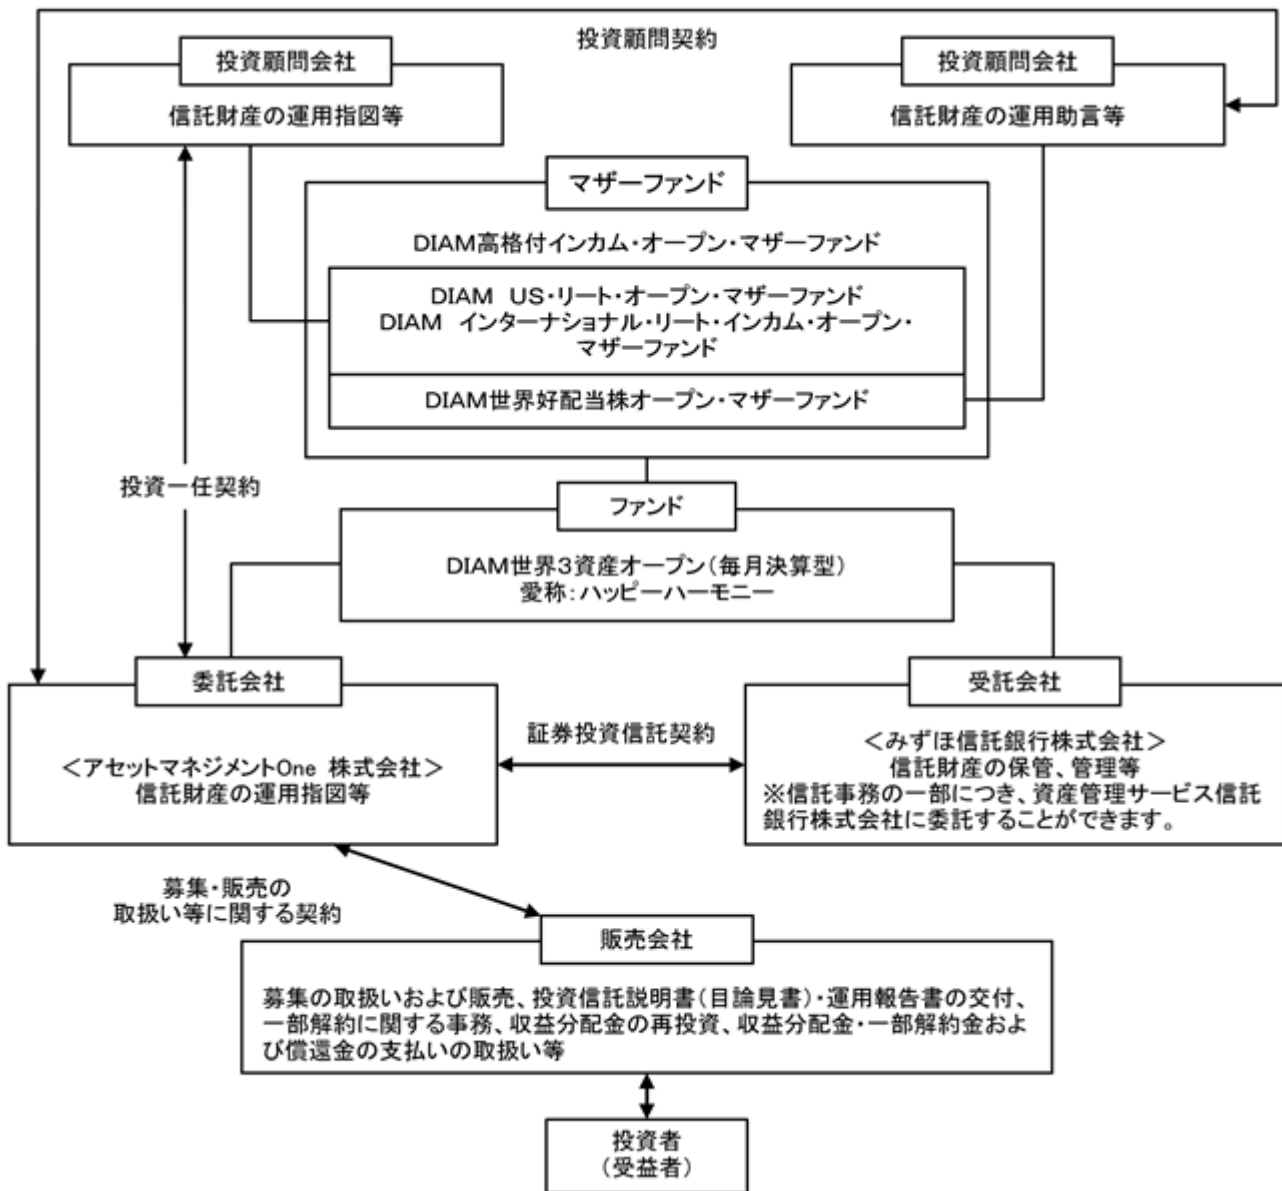 投資顧問契約
投資顧問会社
信託財産の運用指図等
投資顧問会社
信託財産の運用助言等
マザーファンド
DIAM高格付インカム・オープン・マザーファンド
DIAM　US・リート・オープン・マザーファンド
DIAM　インターナショナル・リート・インカム・オープン・
マザーファンド
DIAM世界好配当株オープン・マザーファンド
投資一任契約
ファンド
DIAM世界3資産オープン（毎月決算型）
愛称：ハッピーハーモニー
委託会社
＜アセットマネジメントOne 株式会社＞
信託財産の運用指図等
証券投資信託契約
受託会社
＜みずほ信託銀行株式会社＞
信託財産の保管、管理等
※信託事務の一部につき、資産管理サービス信託
銀行株式会社に委託することができます。
募集・販売の
取扱い等に関する契約
販売会社
募集の取扱いおよび販売、投資信託説明書（目論見書）・運用報告書の交付、
一部解約に関する事務、収益分配金の再投資、収益分配金・一部解約金およ
び償還金の支払いの取扱い等
投資者
（受益者）